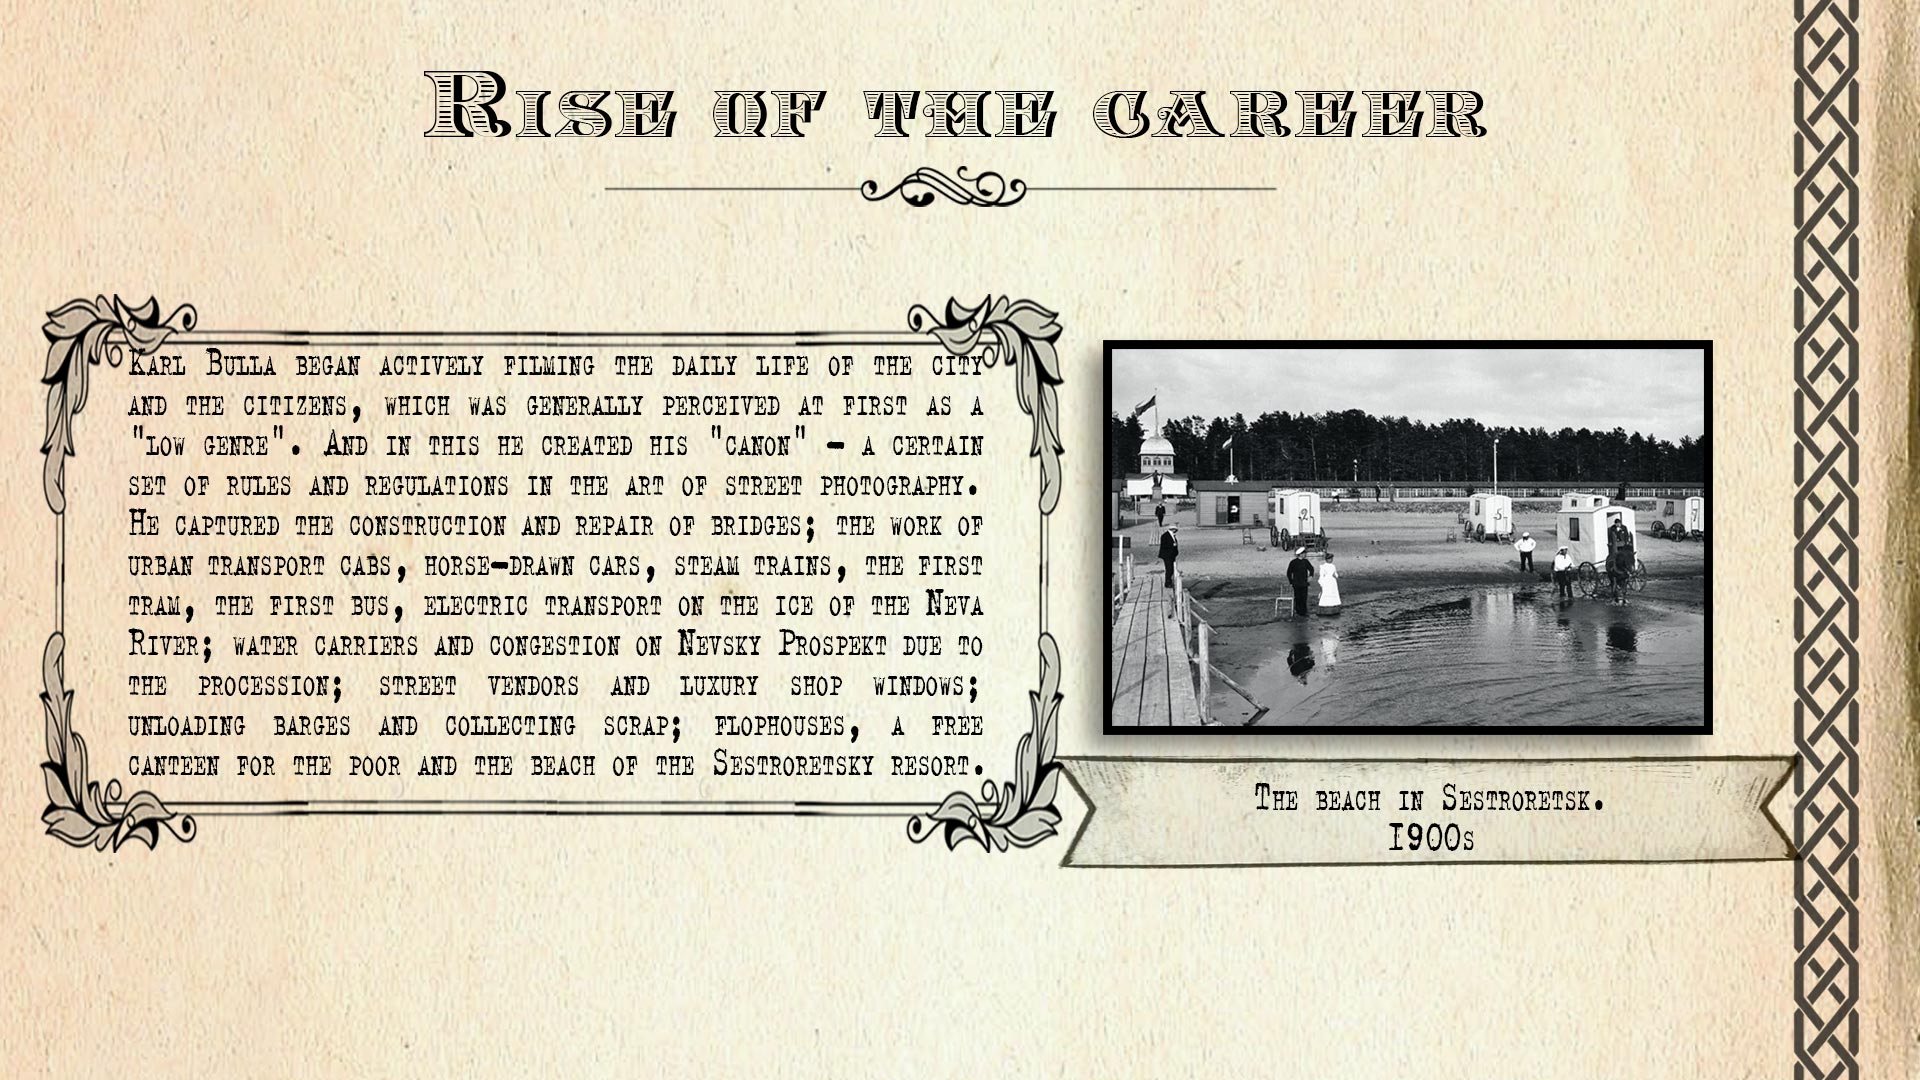 Rise of the career
Karl Bulla began actively filming the daily life of the city
and the citizens, which was generally perceived at first as a
"low genre". And in this he created his "canon" – a certain
set of rules and regulations in the art of street photography.
He captured the construction and repair of bridges; the work of
urban transport cabs, horse-drawn cars, steam trains, the first
tram, the first bus, electric transport on the ice of the Neva
River; water carriers and congestion on Nevsky Prospekt due to
the procession; street vendors and luxury shop windows;
unloading barges and collecting scrap; flophouses, a free
canteen for the poor and the beach of the Sestroretsky resort.
2
5
7
The beach in Sestroretsk.
1900s